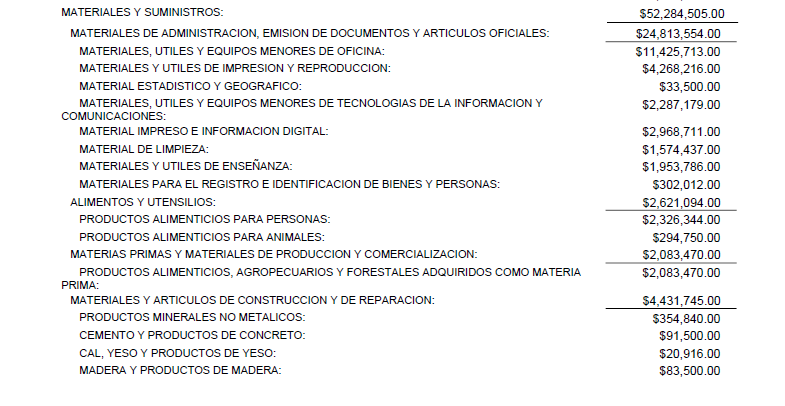 MATERIALES Y SUMINISTROS: $52,284,505.00
MATERIALES DE ADMINISTRACION, EMISION DE DOCUMENTOS Y ARTICULOS OFICIALES: $24,813,554.00
MATERIALES, UTILES Y EQUIPOS MENORES DE OFICINA: $11,425,713.00
MATERIALES Y UTILES DE IMPRESION Y REPRODUCCION: $4,268,216.00
MATERIAL ESTADISTICO Y GEOGRAFICO: $33,500.00
MATERIALES, UTILES Y EQUIPOS MENORES DE TECNOLOGIAS DE LA INFORMACION Y $2,287,179.00
COMUNICACIONES:
MATERIAL IMPRESO E INFORMACION DIGITAL: $2,968,711.00
MATERIAL DE LIMPIEZA: $1,574,437.00
MATERIALES Y UTILES DE ENSEÑANZA: $1,953,786.00
MATERIALES PARA EL REGISTRO E IDENTIFICACION DE BIENES Y PERSONAS: $302,012.00
ALIMENTOS Y UTENSILIOS: $2,621,094.00
PRODUCTOS ALIMENTICIOS PARA PERSONAS: $2,326,344.00
PRODUCTOS ALIMENTICIOS PARA ANIMALES: $294,750.00
MATERIAS PRIMAS Y MATERIALES DE PRODUCCION Y COMERCIALIZACION: $2,083,470.00
PRODUCTOS ALIMENTICIOS, AGROPECUARIOS Y FORESTALES ADQUIRIDOS COMO MATERIA $2,083,470.00
PRIMA:
MATERIALES Y ARTICULOS DE CONSTRUCCION Y DE REPARACION: $4,431,745.00
PRODUCTOS MINERALES NO METALICOS: $354,840.00
CEMENTO Y PRODUCTOS DE CONCRETO: $91,500.00
CAL, YESO Y PRODUCTOS DE YESO: $20,916.00
MADERA Y PRODUCTOS DE MADERA: $83,500.00